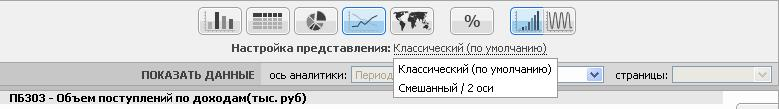 %
Настройка представления: Классический (по умолчанию)
Классический (по умолчанию)
Смешанный / 2 оси
ПОКАЗАТЬ ДАННЫЕ ось аналитики: Период страницы:
ПБ303 - Объем поступлений по доходам(тыс. руб)